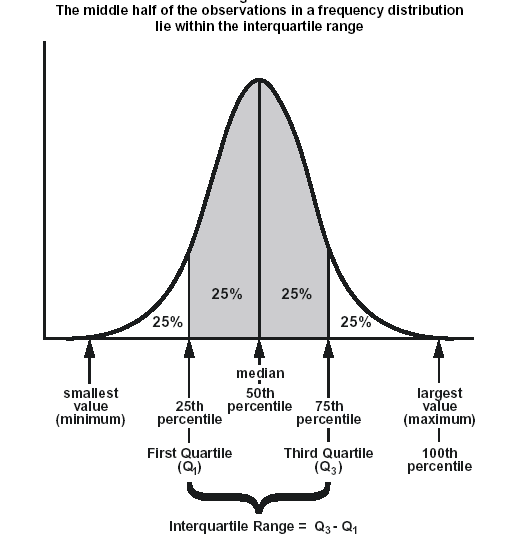 The middle half of the observations in a frequency distribution
lie within the interquartile range
25%
25%
25%
25%
median
smallest
value
(minimum)
25th
percentile
50th
percentile
75th
percentile
largest
value
(maximum)
First Quartile
(Q1)
Third Quartile
(Q3)
100th
percentile
Interquartile Range = Q3 - Q1